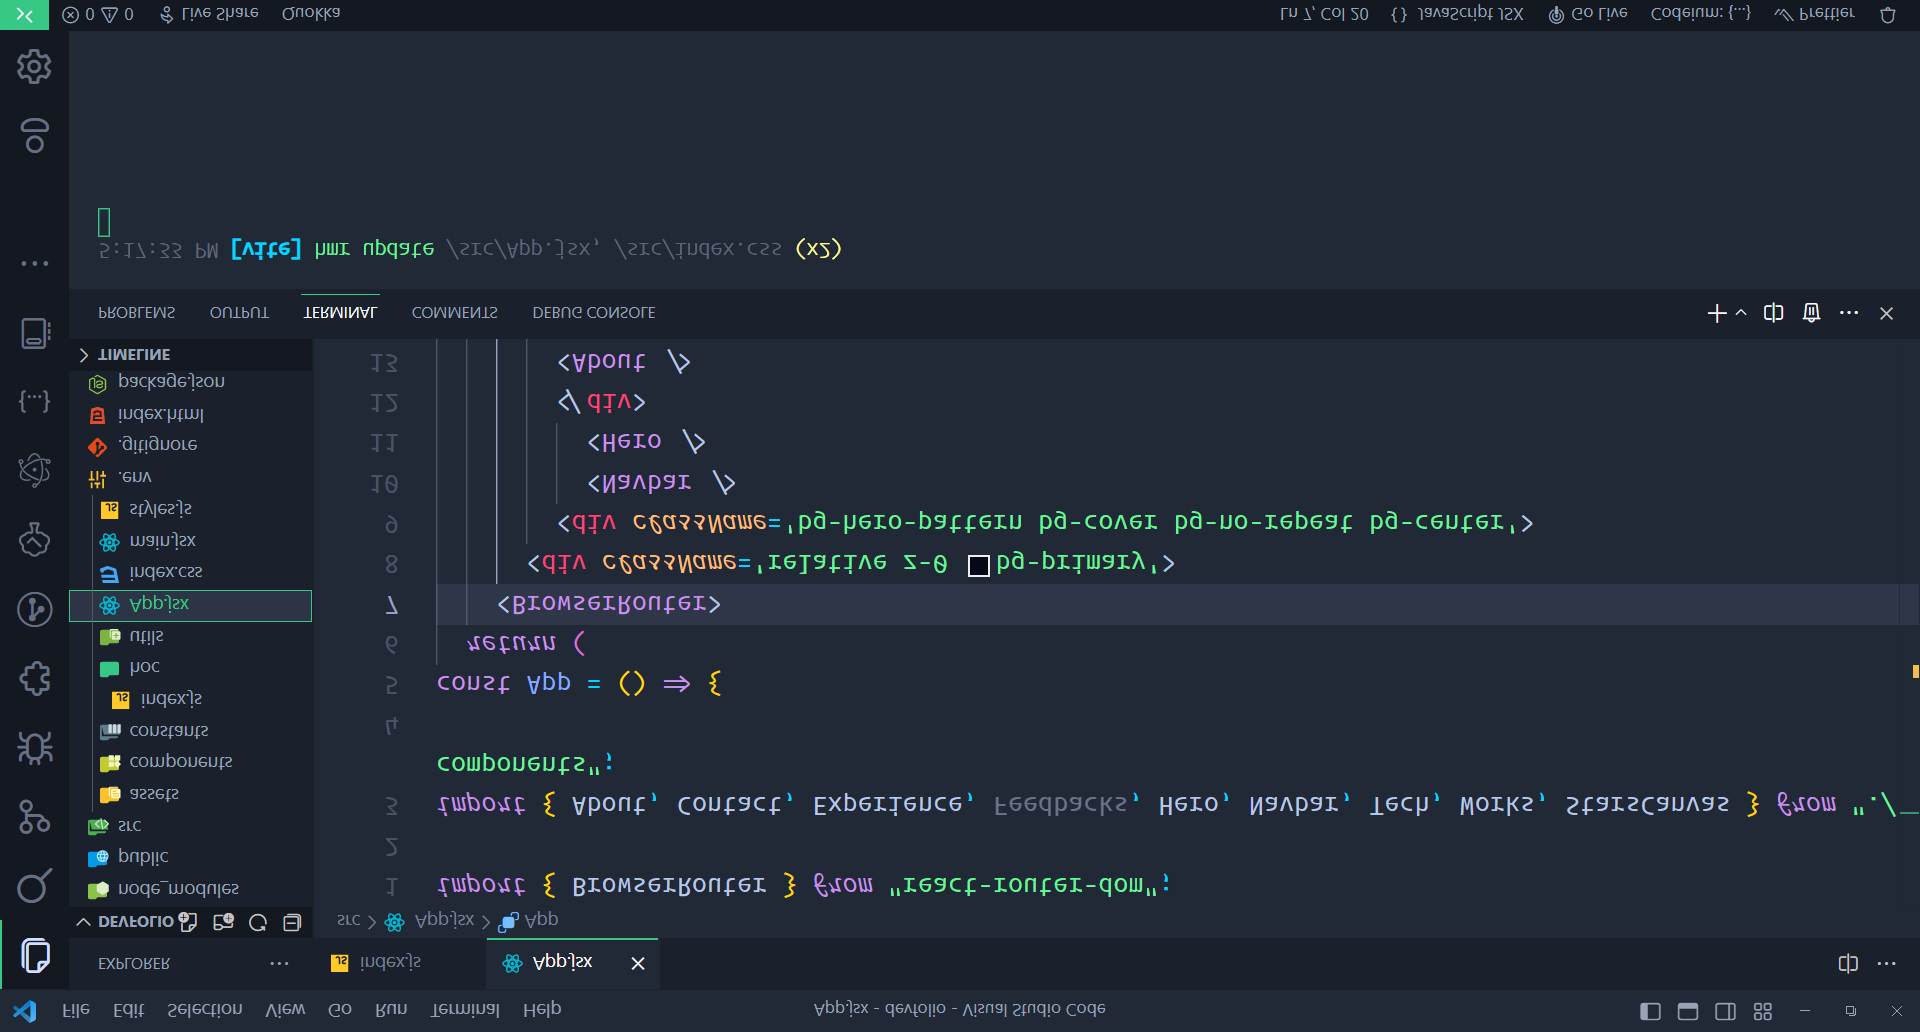 File Edit Selection View Go Run Terminal Help
App.jsx - devfolio - Visual Studio Code
EXPLORER
index.js
App.jsx
DEVFOLIO
src > App.jsx > App
node_modules
public
src
assets
components
constants
index.js
hoc
utils
App.jsx
index.css
main.jsx
styles.js
.env
.gitignore
index.html
package.json
TIMELINE
1 import { BrowserRouter } from "react-router-dom";
2
3 import { About, Contact, Experience, Feedbacks, Hero, Navbar, Tech, Works, StarsCanvas } from "./
components";
4
5 const App = () => {
6 return (
7 <BrowserRouter>
8 <div className='relative z-0 bg-primary'>
9 <div className='bg-hero-pattern bg-cover bg-no-repeat bg-center'>
10 <Navbar />
11 <Hero />
12 </div>
13 <About />
PROBLEMS OUTPUT TERMINAL COMMENTS DEBUG CONSOLE
5:17:33 PM [vite] hmr update /src/App.jsx, /src/index.css (x2)
0 0 Live Share Quokka
Ln 7, Col 20 {} JavaScript JSX Go Live Codeium: {...} Prettier